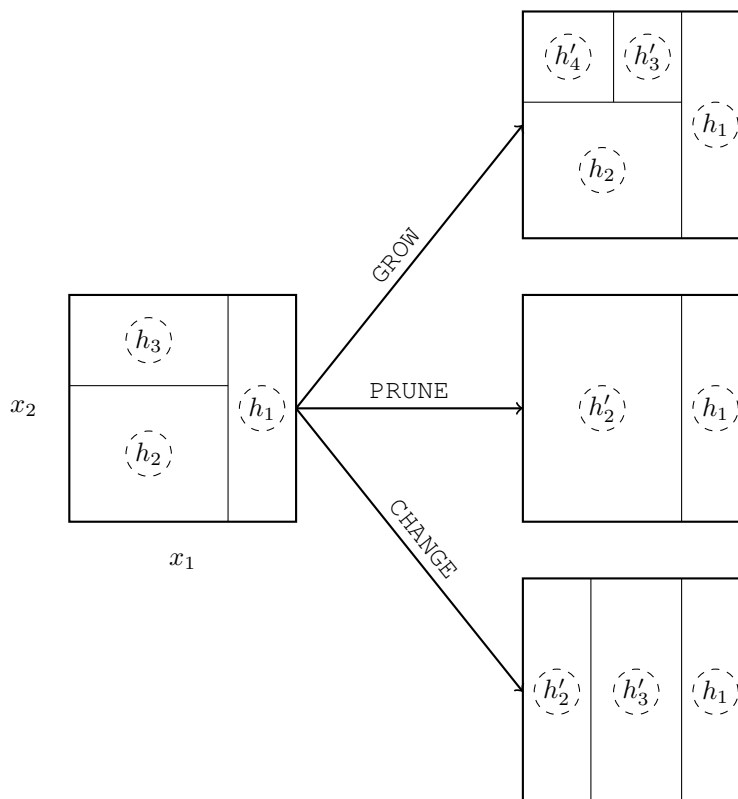 h′4 h′3
h1
h2
GROW
h3
h1
h2
x2
x1
PRUNE
h′2 h1
CHANGE
h′2 h′3 h1